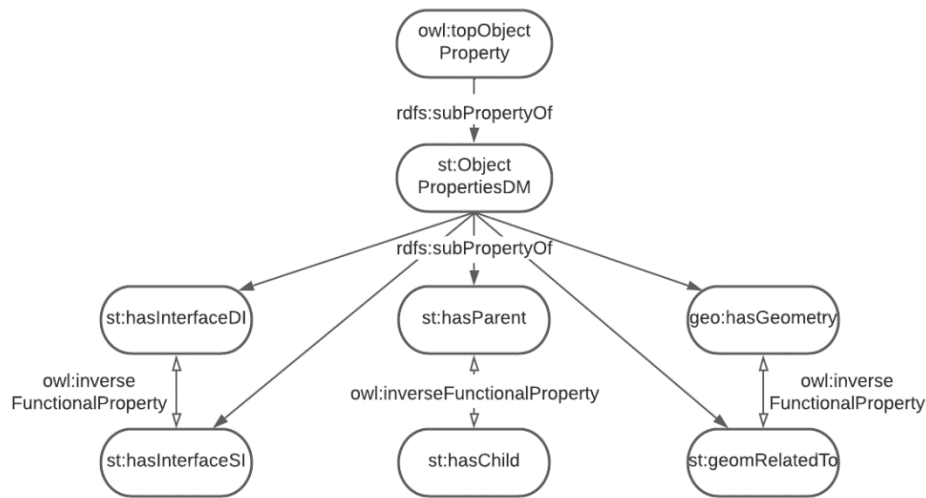 owl:topObject
Property
rdfs:subPropertyOf
st:Object
PropertiesDM
rdfs:subPropertyOf
st:hasInterfaceDI
st:hasParent
geo:hasGeometry
owl:inverse
FunctionalProperty
owl:inverseFunctionalProperty
owl:inverse
FunctionalProperty
st:hasInterfaceSI
st:hasChild
st:geomRelatedTo